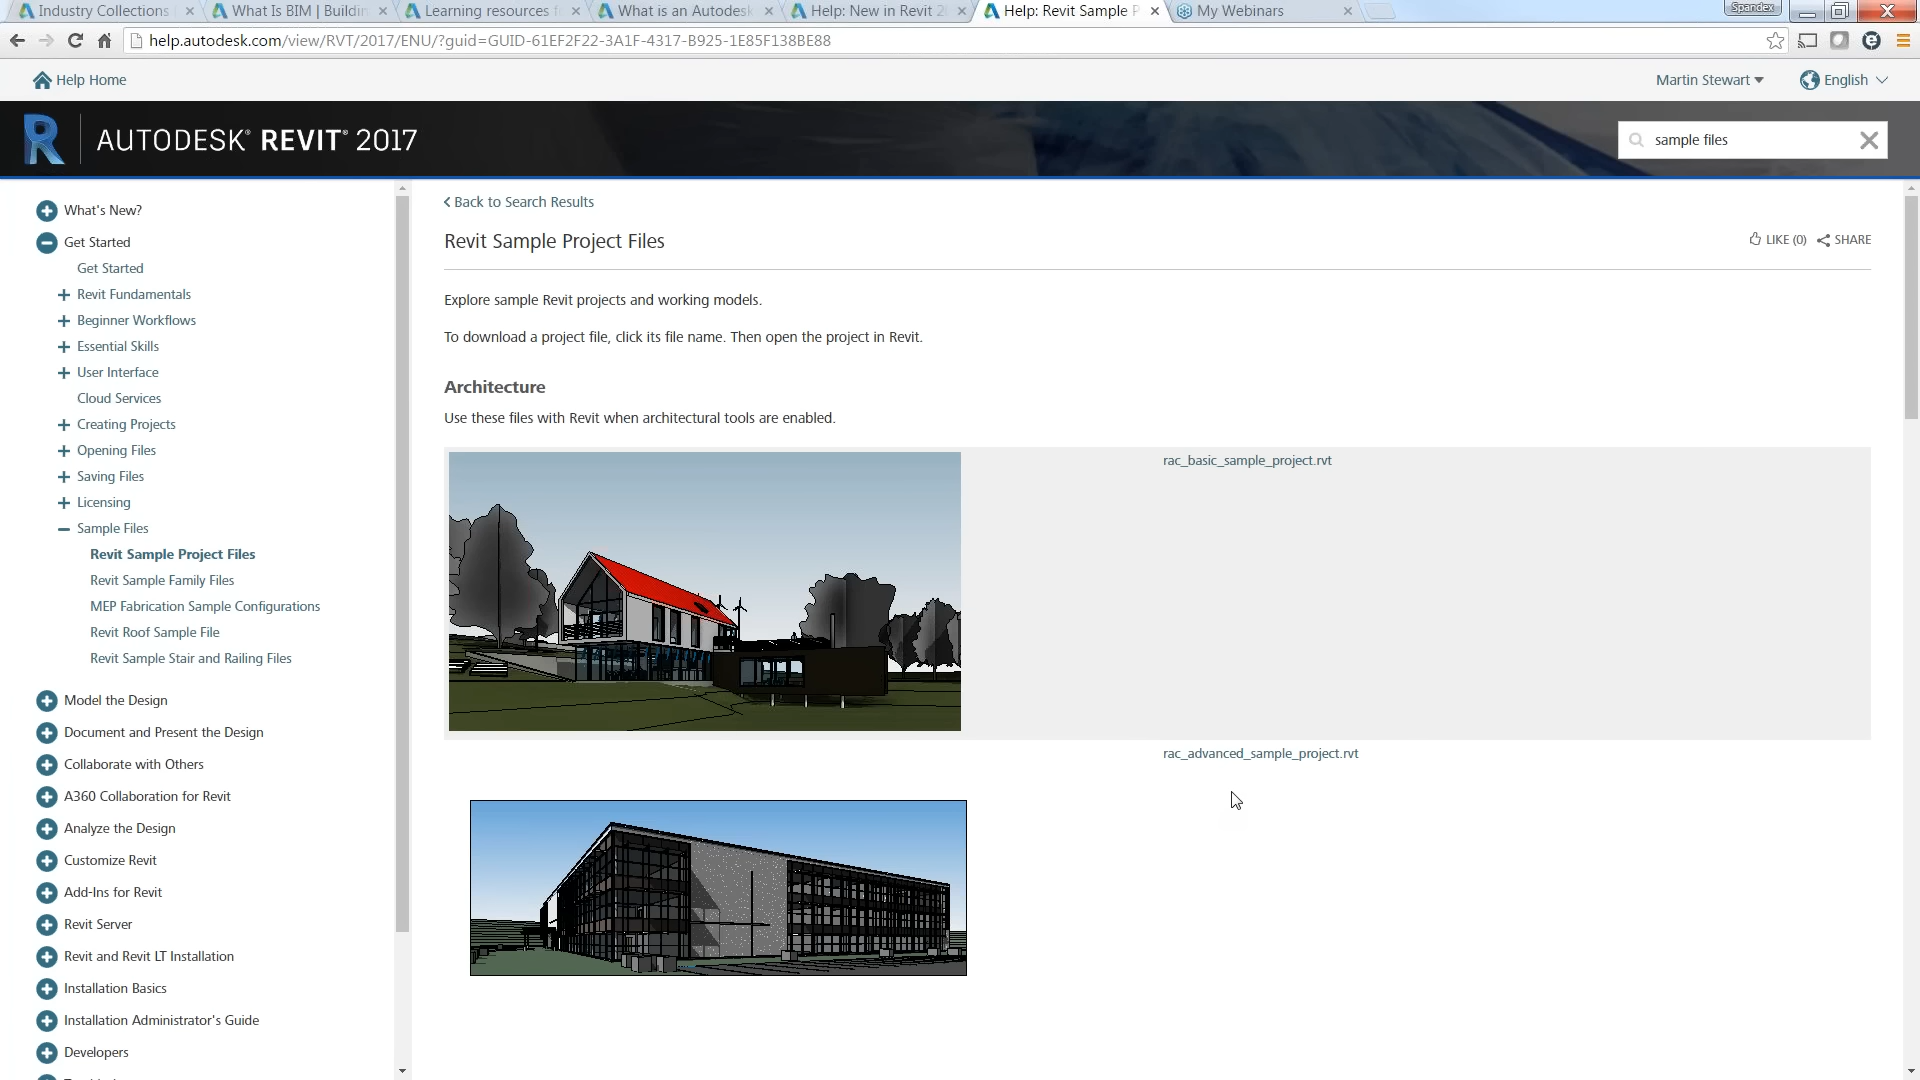 Industry Collections
What Is BIM | Buildin
Learning resources f
What is an Autodesk
Help: New in Revit 2
Help: Revit Sample P
My Webinars
Spandex
help.autodesk.com/view/RVT/2017/ENU/?guid=GUID-61EF2F22-3A1F-4317-B925-1E85F138BE88
Help Home
Martin Stewart
English
AUTODESK® REVIT® 2017
sample files
What's New?
Get Started
Get Started
Revit Fundamentals
Beginner Workflows
Essential Skills
User Interface
Cloud Services
Creating Projects
Opening Files
Saving Files
Licensing
Sample Files
Revit Sample Project Files
Revit Sample Family Files
MEP Fabrication Sample Configurations
Revit Roof Sample File
Revit Sample Stair and Railing Files
Model the Design
Document and Present the Design
Collaborate with Others
A360 Collaboration for Revit
Analyze the Design
Customize Revit
Add-Ins for Revit
Revit Server
Revit and Revit LT Installation
Installation Basics
Installation Administrator's Guide
Developers
Back to Search Results
Revit Sample Project Files
LIKE (0) SHARE
Explore sample Revit projects and working models.
To download a project file, click its file name. Then open the project in Revit.
Architecture
Use these files with Revit when architectural tools are enabled.
rac_basic_sample_project.rvt
rac_advanced_sample_project.rvt